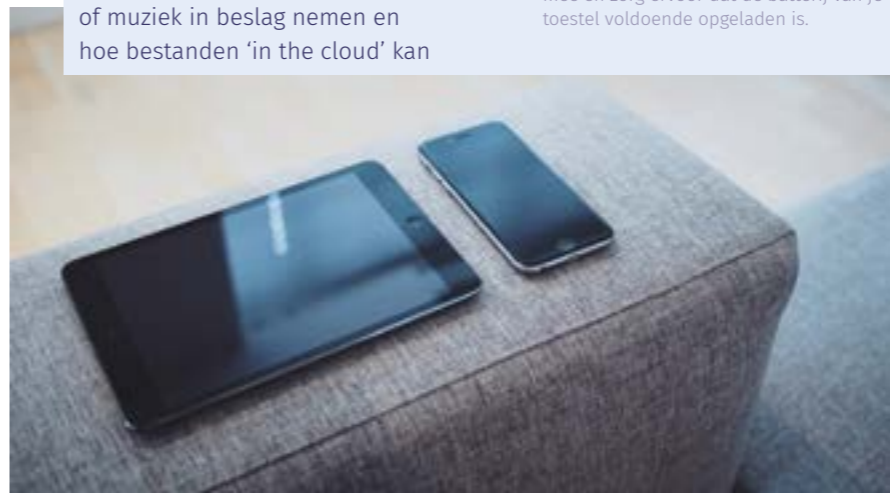 of muziek in beslag nemen en
hoe bestanden ‘in the cloud’ kan
toestel voldoende opgeladen is.